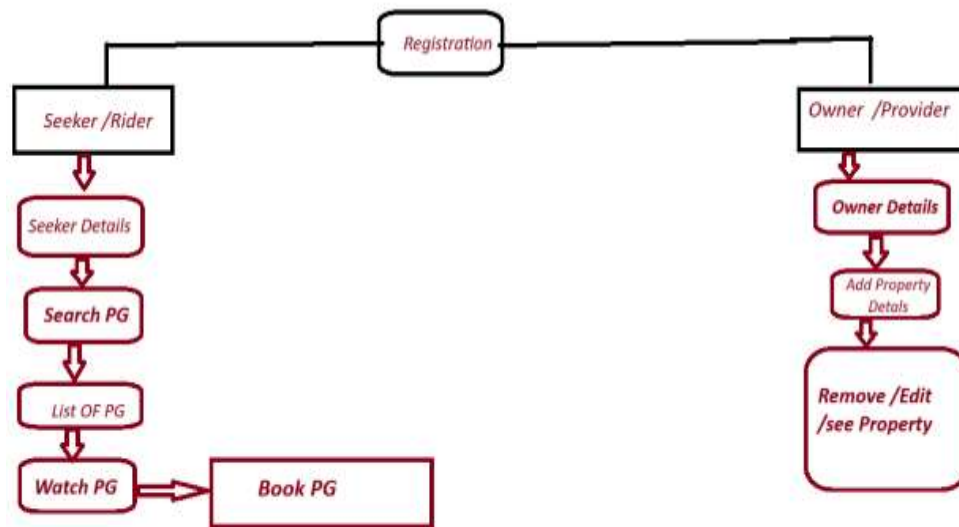 Registration
Seeker /Rider
Owner /Provider
Seeker Details
Owner Details
Search PG
Add Property
Detals
List OF PG
Remove /Edit
/see Property
Watch PG
Book PG